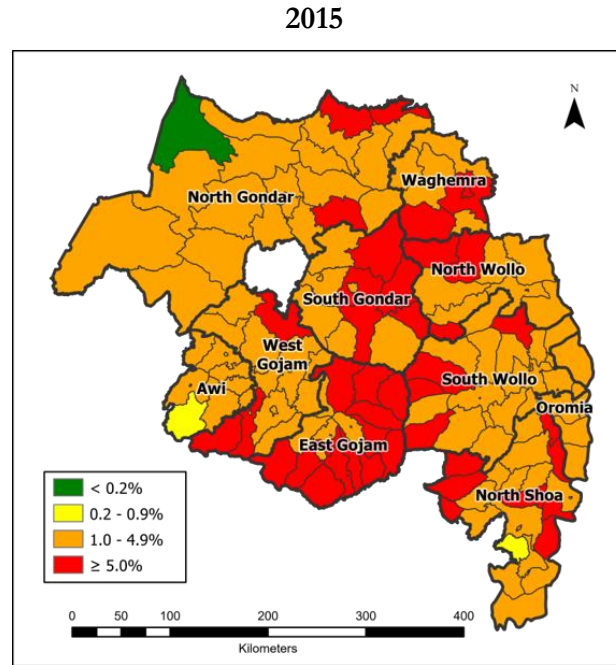 2015
N
Waghemra
North Gondar
North Wollo
South Gondar
West
Gojam
South Wollo
Awi
Oromia
East Gojam
North Shoa
< 0.2%
0.2 - 0.9%
1.0 - 4.9%
≥ 5.0%
0 50 100 200 300 400
Kilometers